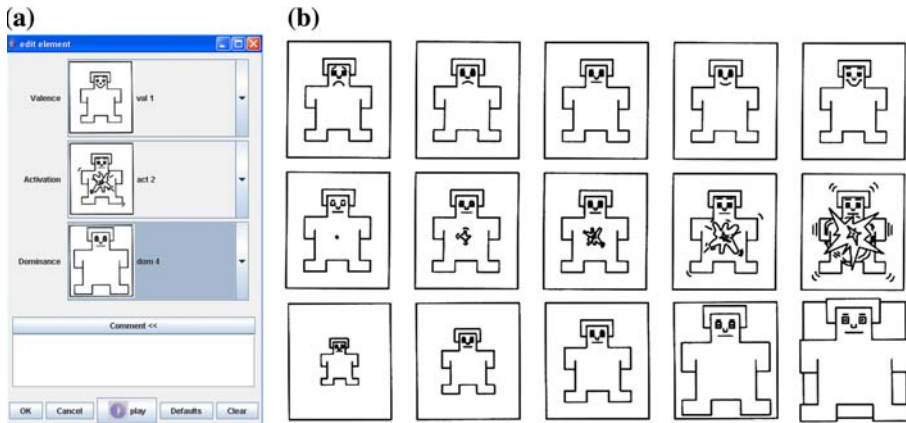 (a)
(b)
edit element
Valence
val 1
Activation
act 2
Dominance
dom 4
Comment <<
OK
Cancel
play
Defaults
Clear